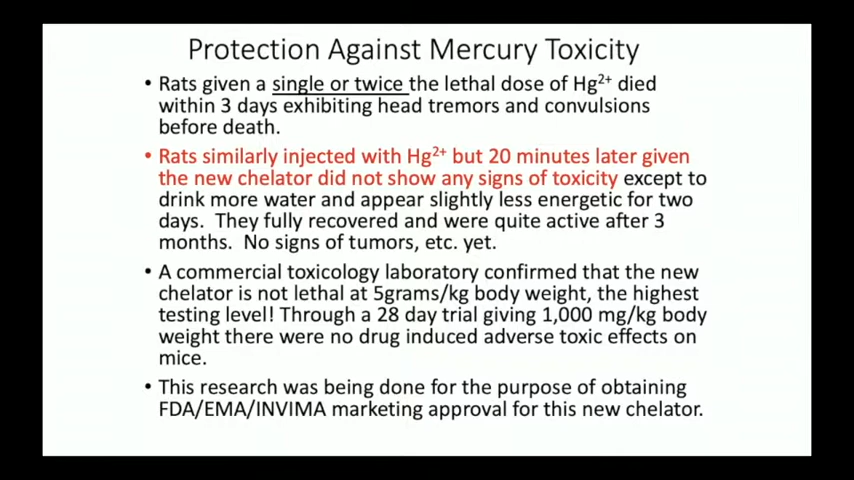 Protection Against Mercury Toxicity
• Rats given a single or twice the lethal dose of Hg²⁺ died
within 3 days exhibiting head tremors and convulsions
before death.
• Rats similarly injected with Hg²⁺ but 20 minutes later given
the new chelator did not show any signs of toxicity except to
drink more water and appear slightly less energetic for two
days. They fully recovered and were quite active after 3
months. No signs of tumors, etc. yet.
• A commercial toxicology laboratory confirmed that the new
chelator is not lethal at 5grams/kg body weight, the highest
testing level! Through a 28 day trial giving 1,000 mg/kg body
weight there were no drug induced adverse toxic effects on
mice.
• This research was being done for the purpose of obtaining
FDA/EMA/INVIMA marketing approval for this new chelator.